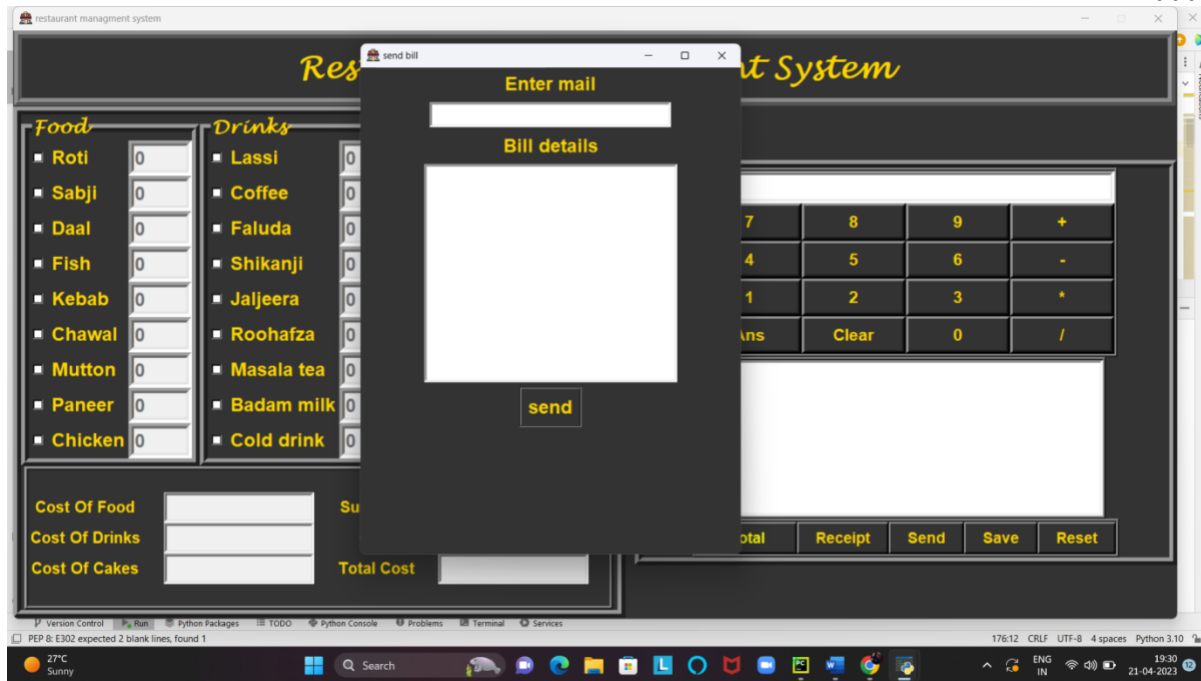 restaurant managment system
Res
nt System
send bill
Enter mail
Bill details
send
Food
Roti 0
Sabji 0
Daal 0
Fish 0
Kebab 0
Chawal 0
Mutton 0
Paneer 0
Chicken 0
Drinks
Lassi 0
Coffee 0
Faluda 0
Shikanji 0
Jaljeera 0
Roohafza 0
Masala tea 0
Badam milk 0
Cold drink 0
7 8 9 +
4 5 6 -
1 2 3 *
Ans Clear 0 /
Cost Of Food
Su
Cost Of Drinks
Cost Of Cakes
Total Cost
otal Receipt Send Save Reset
Version Control Run Python Packages TODO Python Console Problems Terminal Services
PEP 8: E302 expected 2 blank lines, found 1
176:12 CRLF UTF-8 4 spaces Python 3.10
27°C
Sunny
Search
ENG
IN
19:30
21-04-2023
12